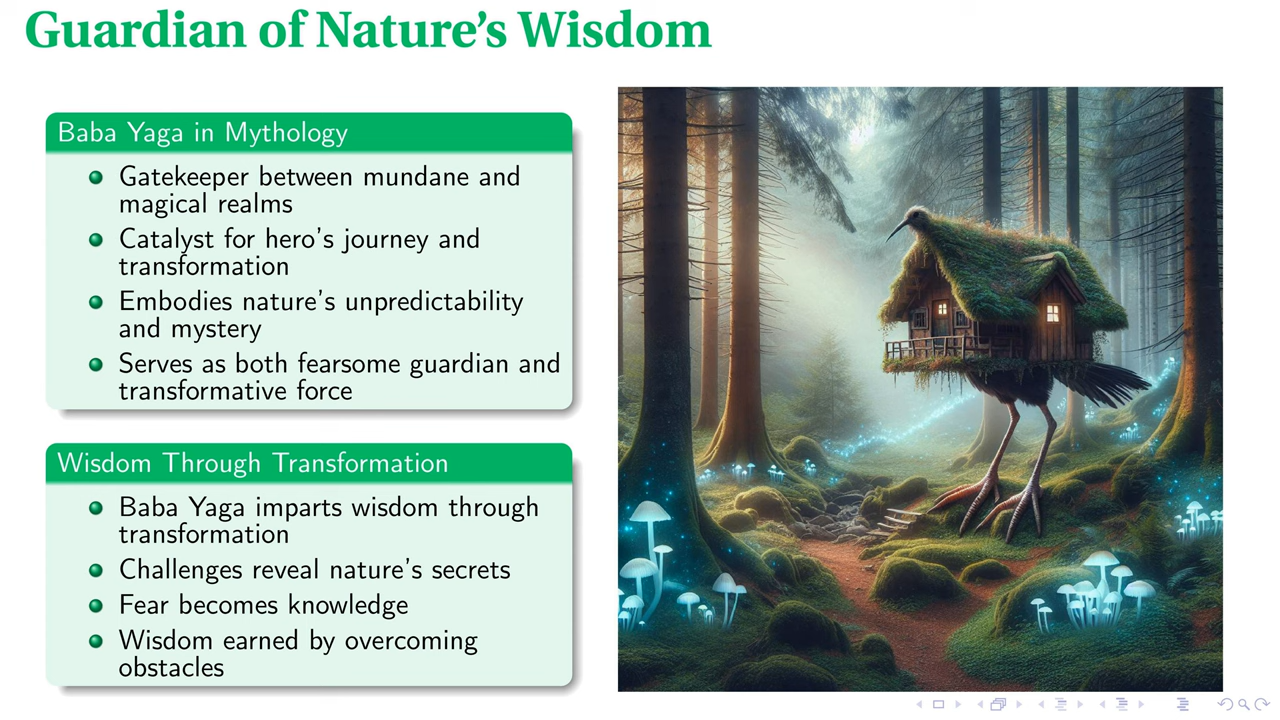 Guardian of Nature's Wisdom
Baba Yaga in Mythology
Gatekeeper between mundane and
magical realms
Catalyst for hero's journey and
transformation
Embodies nature's unpredictability
and mystery
Serves as both fearsome guardian and
transformative force
Wisdom Through Transformation
Baba Yaga imparts wisdom through
transformation
Challenges reveal nature's secrets
Fear becomes knowledge
Wisdom earned by overcoming
obstacles